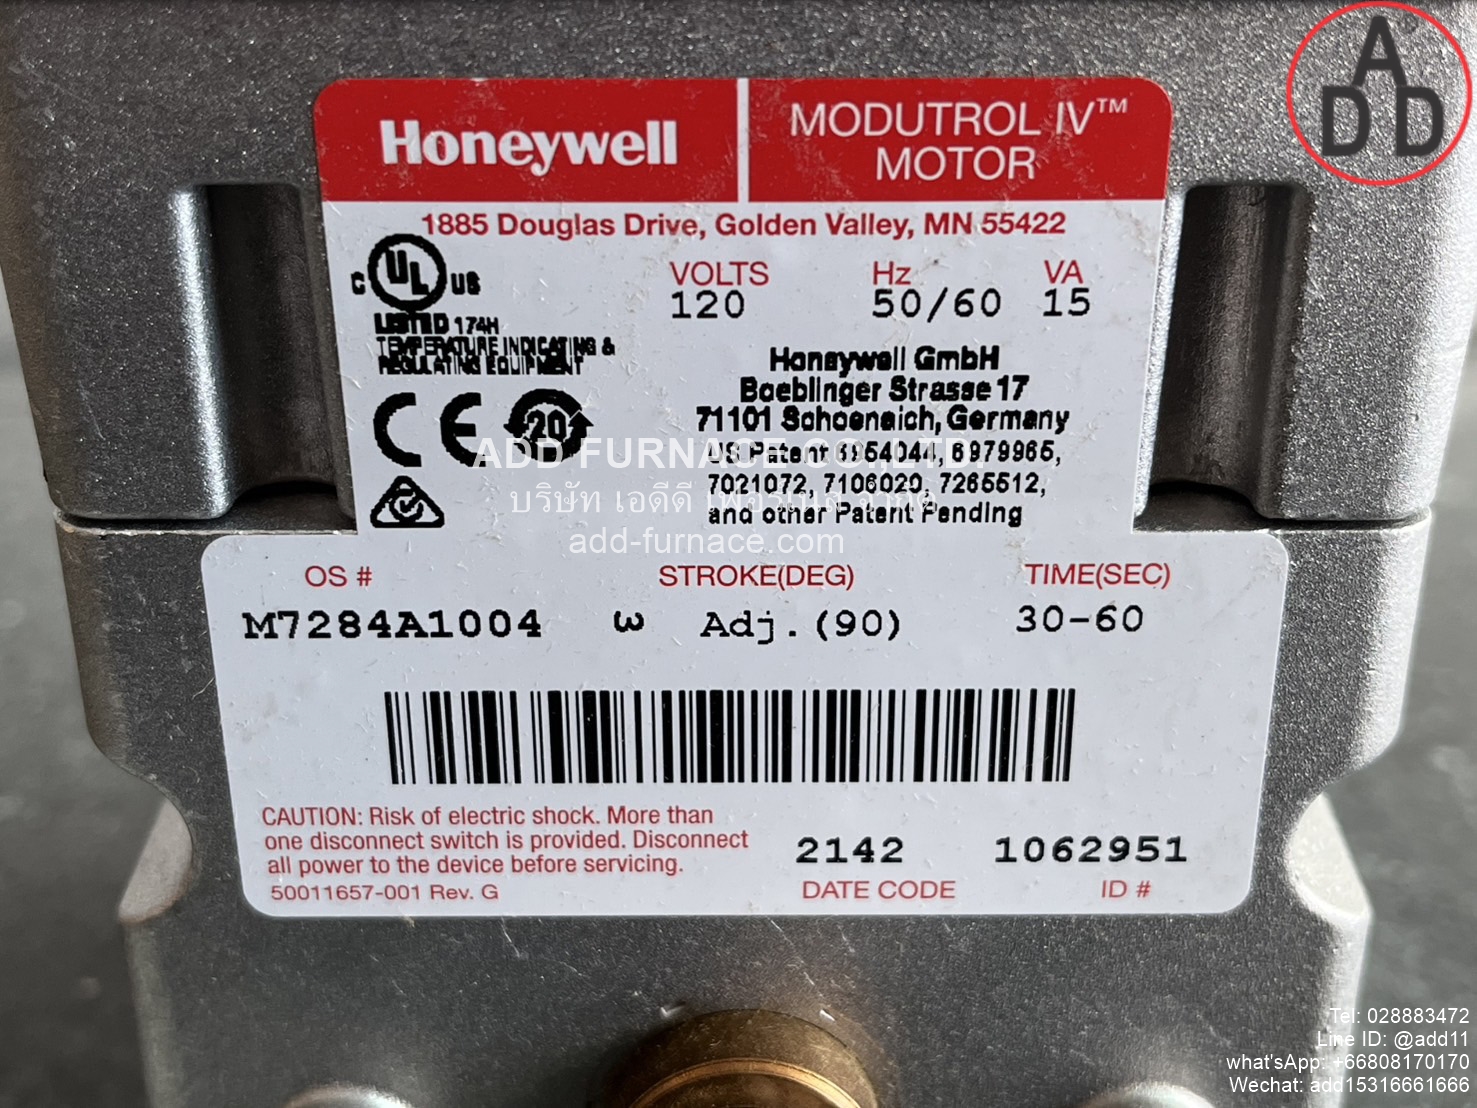 ADD
Honeywell
MODUTROL IV™
MOTOR
1885 Douglas Drive, Golden Valley, MN 55422
C UL US
LISTED 174H
TEMPERATURE INDICATING &
REGULATING EQUIPMENT
VOLTS Hz VA
120 50/60 15
Honeywell GmbH
Boeblinger Strasse 17
71101 Schoenaich, Germany
CE 20
US Patent 6954044, 6979965,
7021072, 7106020, 7265512,
and other Patent Pending
ADD FURNACE CO.,LTD.
บริษัท เอดีดี เฟอร์เนส จำกัด
add-furnace.com
OS # STROKE(DEG) TIME(SEC)
M7284A1004 ω Adj.(90) 30-60
CAUTION: Risk of electric shock. More than
one disconnect switch is provided. Disconnect
all power to the device before servicing.
50011657-001 Rev. G
2142 1062951
DATE CODE ID #
Tel: 028883472
Line ID: @add11
what'sApp: +66808170170
Wechat: add15316661666